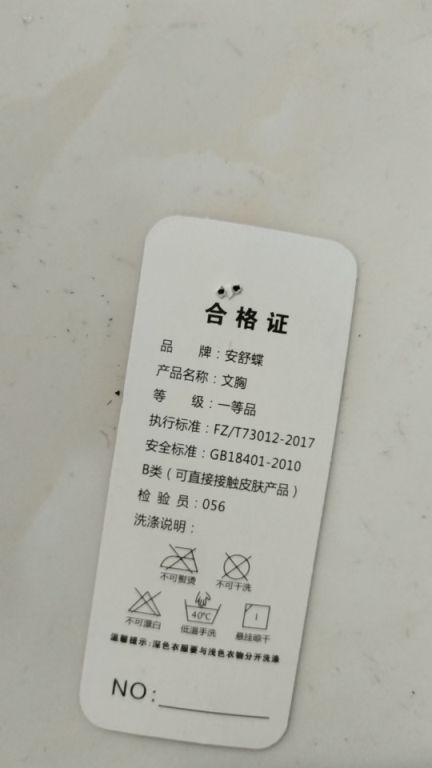 合格证
品 牌：安舒蝶
产品名称：文胸
等 级：一等品
执行标准：FZ/T73012-2017
安全标准：GB18401-2010
B类（可直接接触皮肤产品）
检 验 员：056
洗涤说明：
不可熨烫 不可干洗
40℃
不可漂白 低温手洗 悬挂晾干
温馨提示：深色衣服要与浅色衣物分开洗涤
NO：